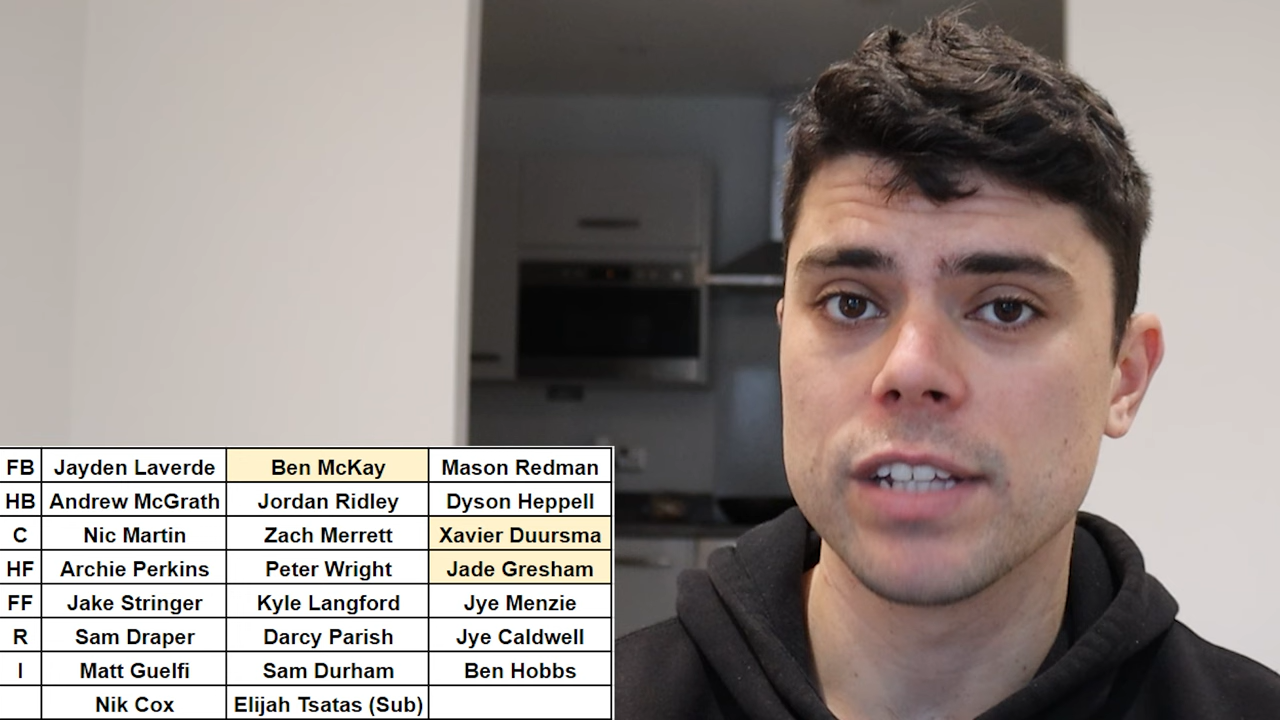 FB Jayden Laverde Ben McKay Mason Redman
HB Andrew McGrath Jordan Ridley Dyson Heppell
C Nic Martin Zach Merrett Xavier Duursma
HF Archie Perkins Peter Wright Jade Gresham
FF Jake Stringer Kyle Langford Jye Menzie
R Sam Draper Darcy Parish Jye Caldwell
I Matt Guelfi Sam Durham Ben Hobbs
Nik Cox Elijah Tsatas (Sub)